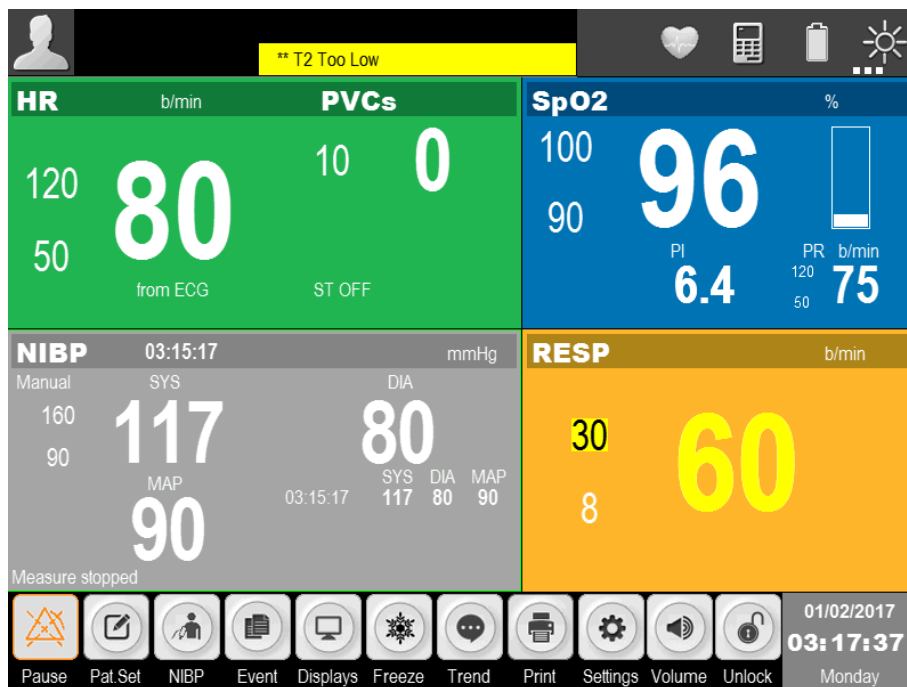 ** T2 Too Low
HR b/min PVCs
120
50
80
from ECG
10
0
ST OFF
SpO2 %
100
90
96
PI
6.4
PR b/min
120
50
75
NIBP 03:15:17 mmHg
Manual
160
90
SYS
117
DIA
80
MAP
90
SYS DIA MAP
03:15:17 117 80 90
Measure stopped
RESP b/min
30
8
60
Pause Pat.Set NIBP Event Displays Freeze Trend Print Settings Volume Unlock
01/02/2017
03:17:37
Monday